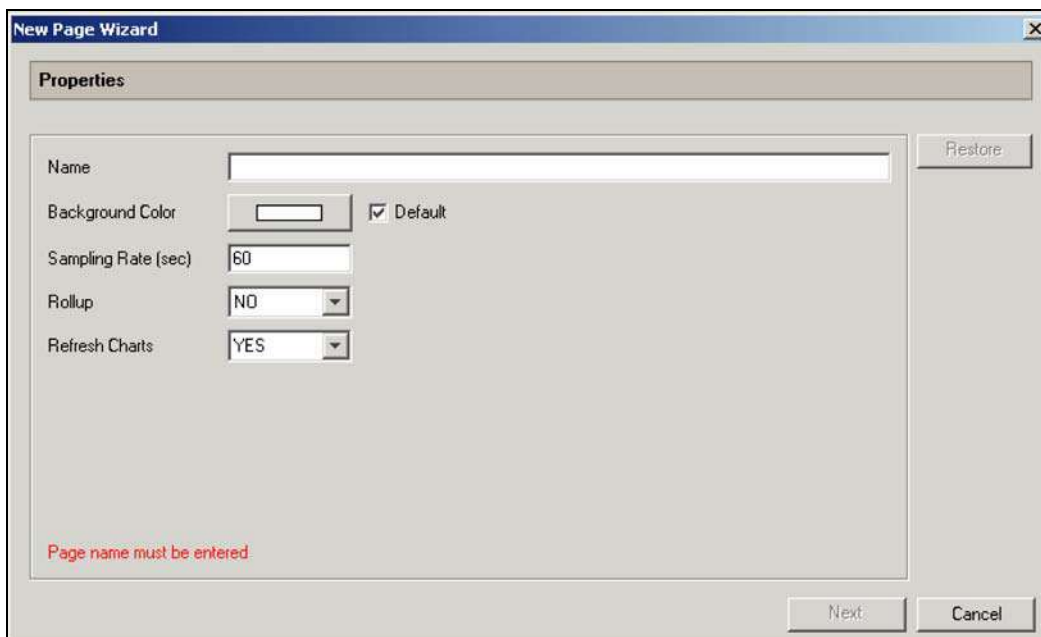 New Page Wizard
Properties
Restore
Name
Background Color Default
Sampling Rate (sec) 60
Rollup NO
Refresh Charts YES
Page name must be entered
Next Cancel